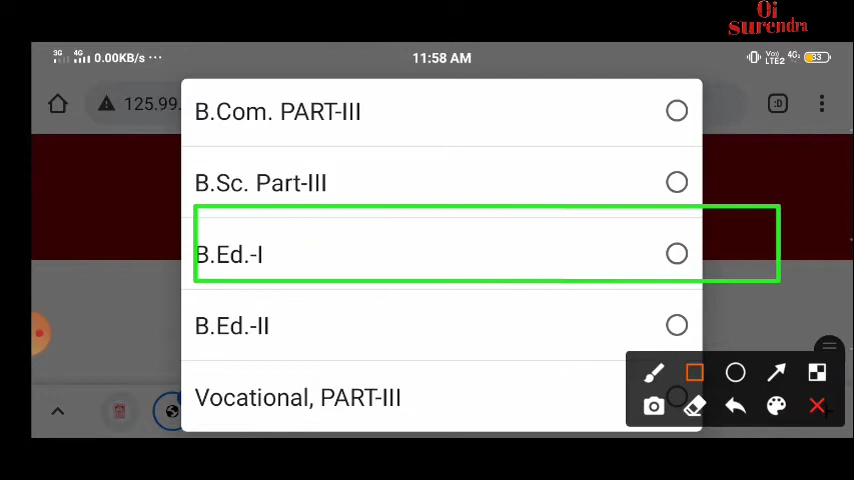 Oi
surendra
3G 4G 0.00KB/s ... 11:58 AM Vo) LTE2 4G 33
125.99. :D
B.Com. PART-III
B.Sc. Part-III
B.Ed.-I
B.Ed.-II
Vocational, PART-III